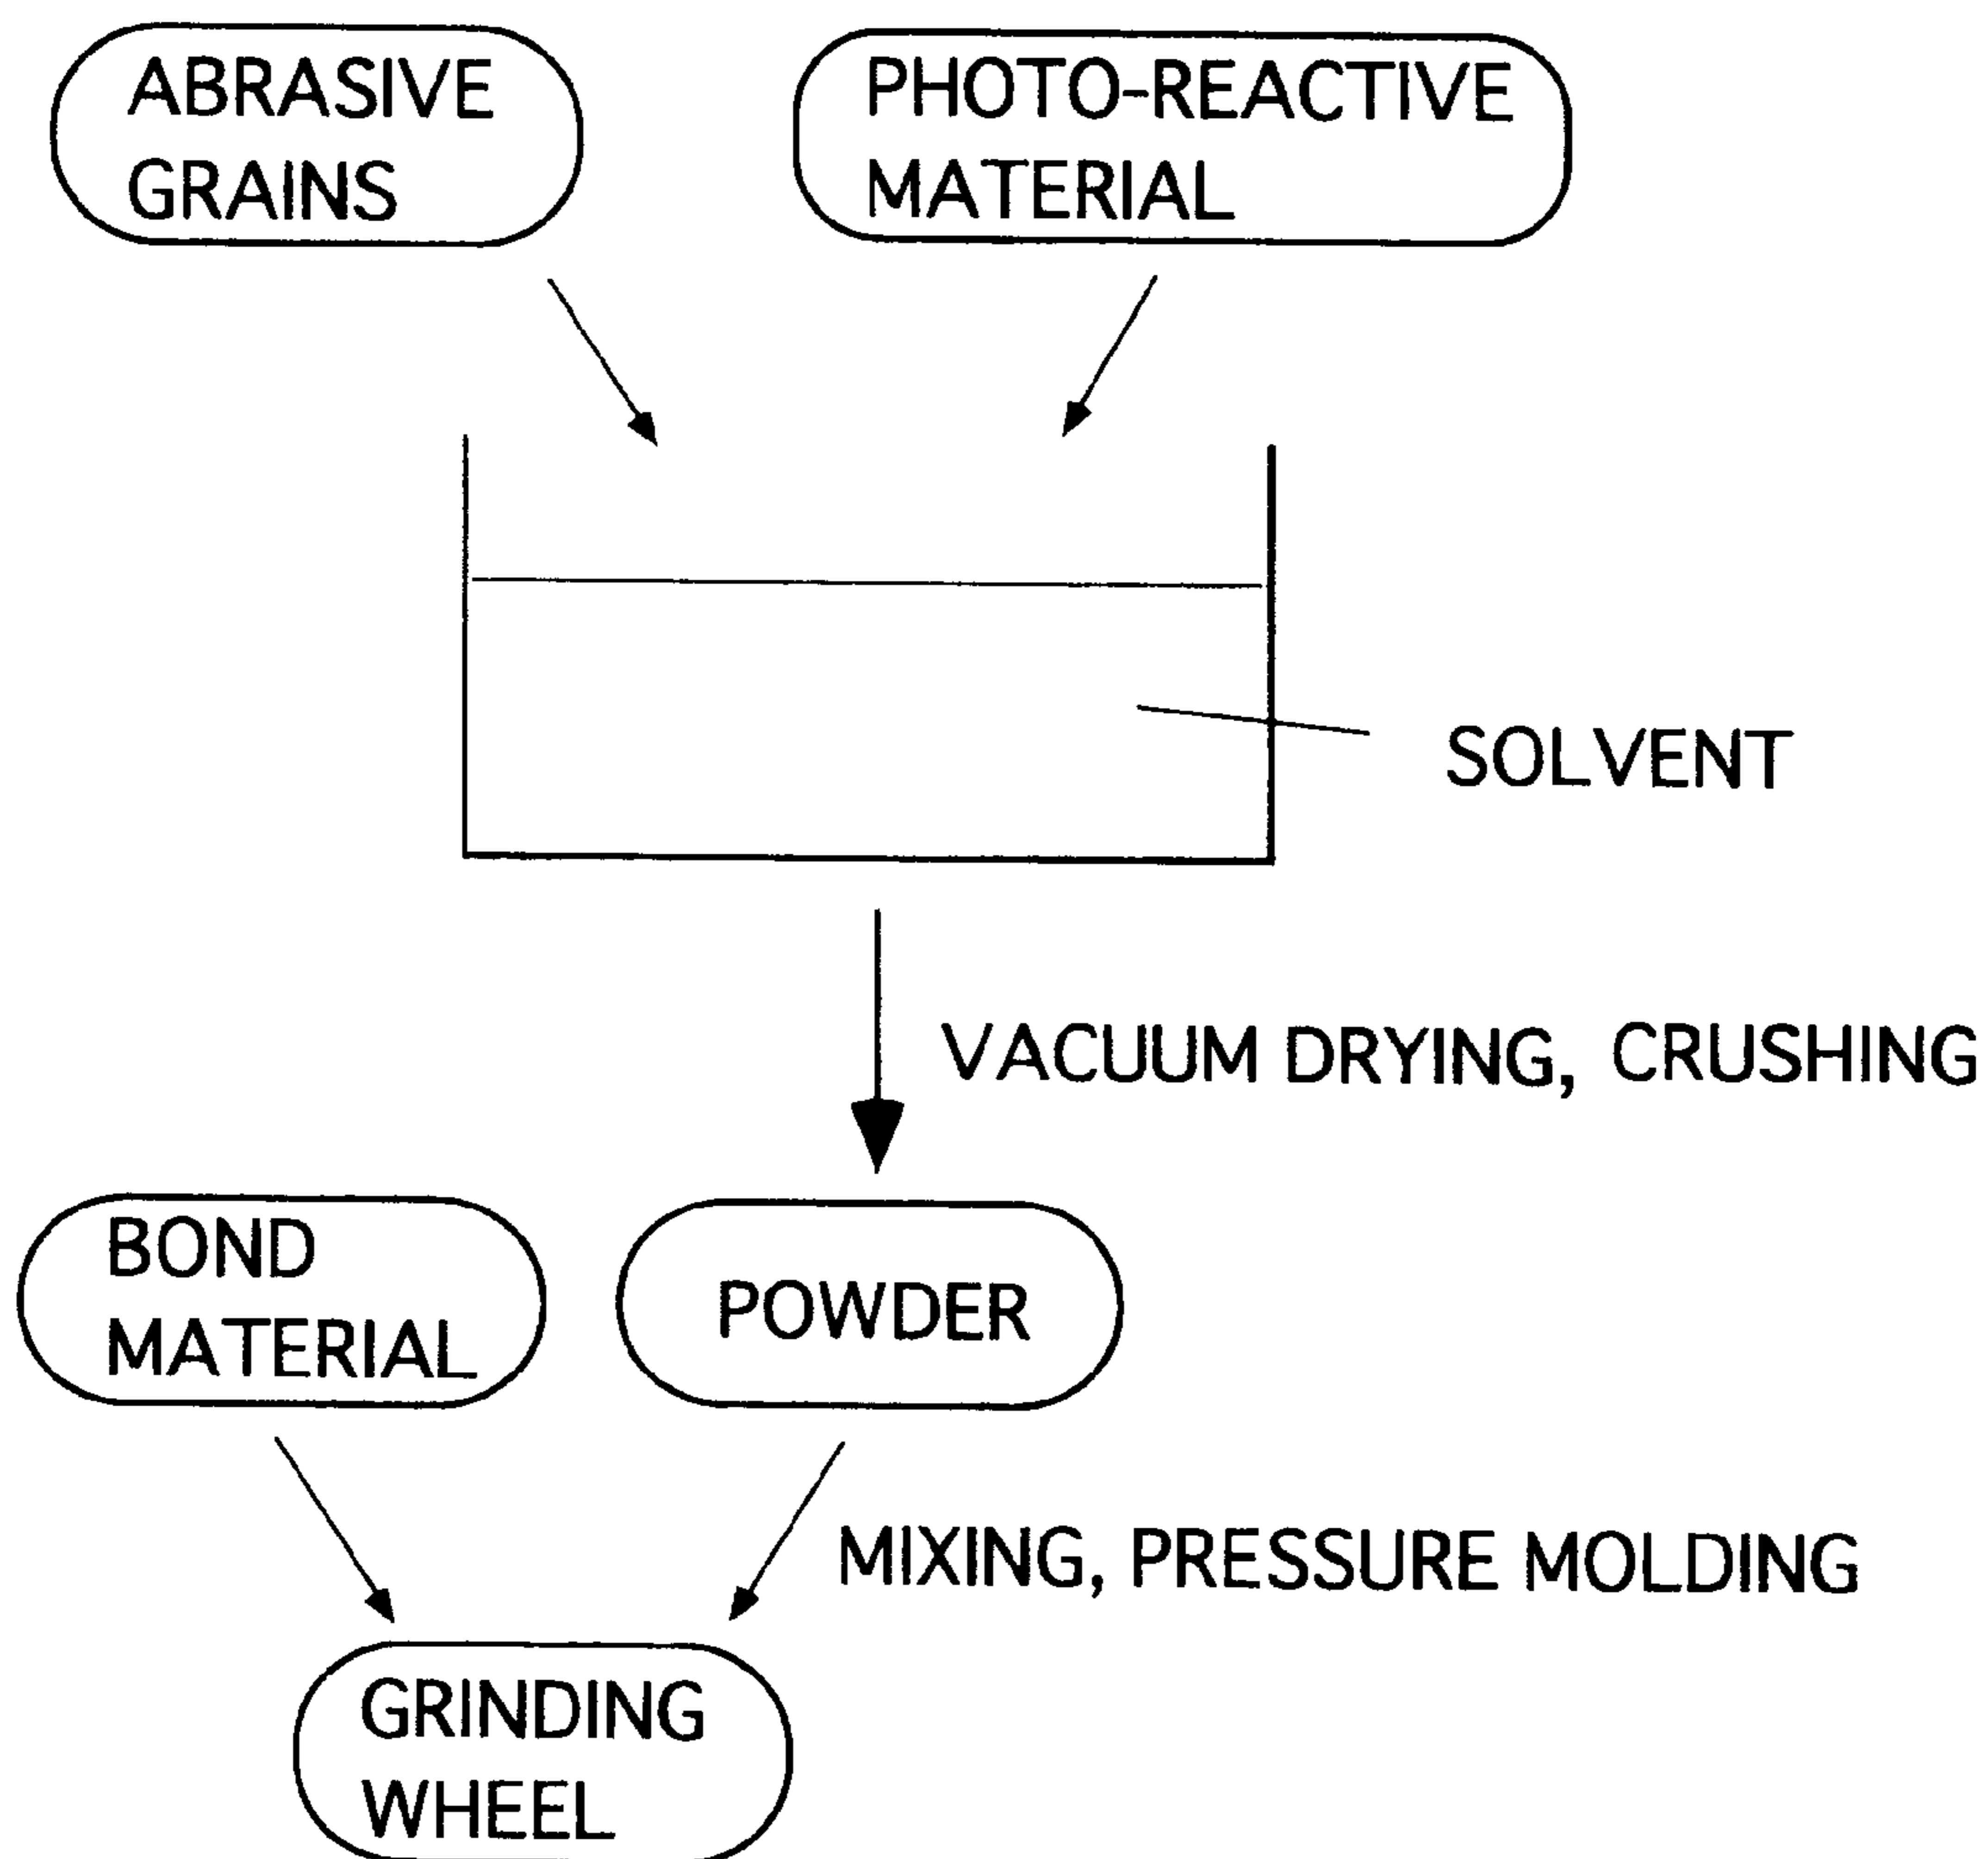 ABRASIVE
GRAINS
PHOTO-REACTIVE
MATERIAL
SOLVENT
VACUUM DRYING, CRUSHING
BOND
MATERIAL
POWDER
MIXING, PRESSURE MOLDING
GRINDING
WHEEL